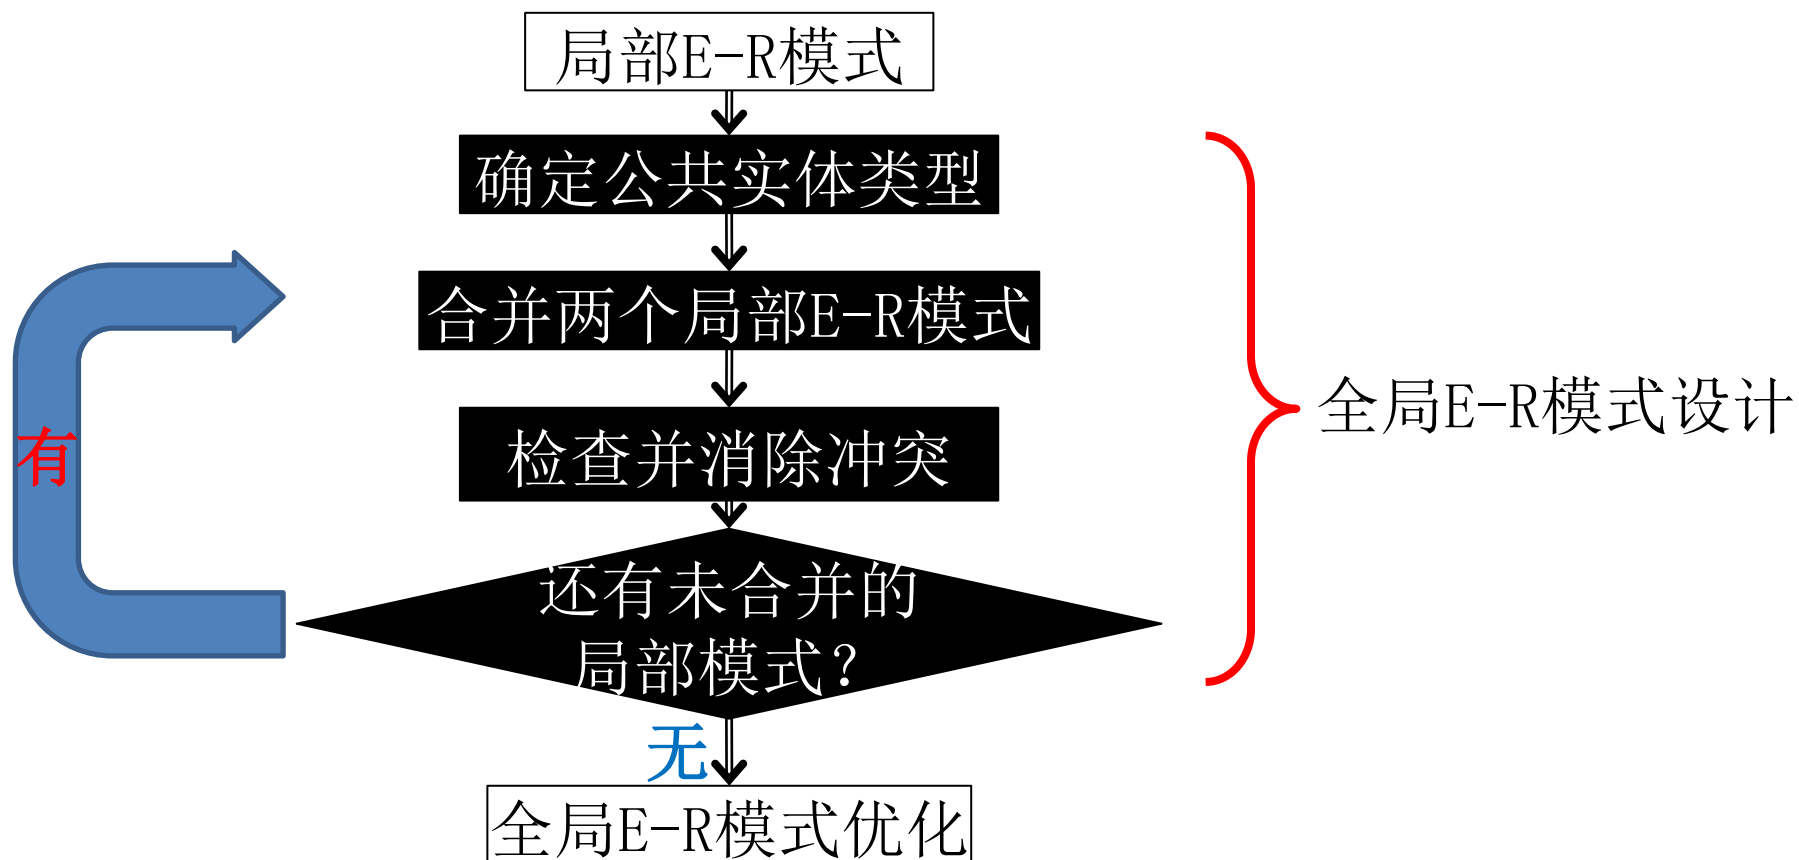 局部E-R模式
确定公共实体类型
合并两个局部E-R模式
全局E-R模式设计
有
检查并消除冲突
还有未合并的
局部模式？
无
全局E-R模式优化